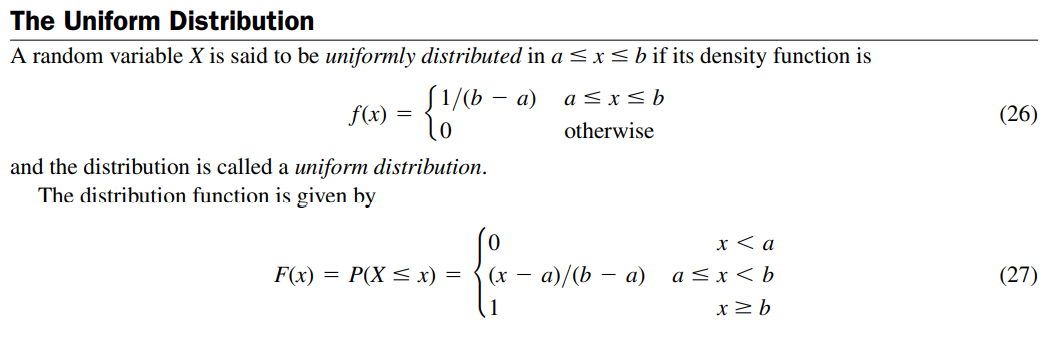 The Uniform Distribution
A random variable X is said to be uniformly distributed in a ≤ x ≤ b if its density function is
f(x) = { 1/(b − a) a ≤ x ≤ b
0 otherwise (26)
and the distribution is called a uniform distribution.
The distribution function is given by
F(x) = P(X ≤ x) = { 0 x < a
(x − a)/(b − a) a ≤ x < b (27)
1 x ≥ b